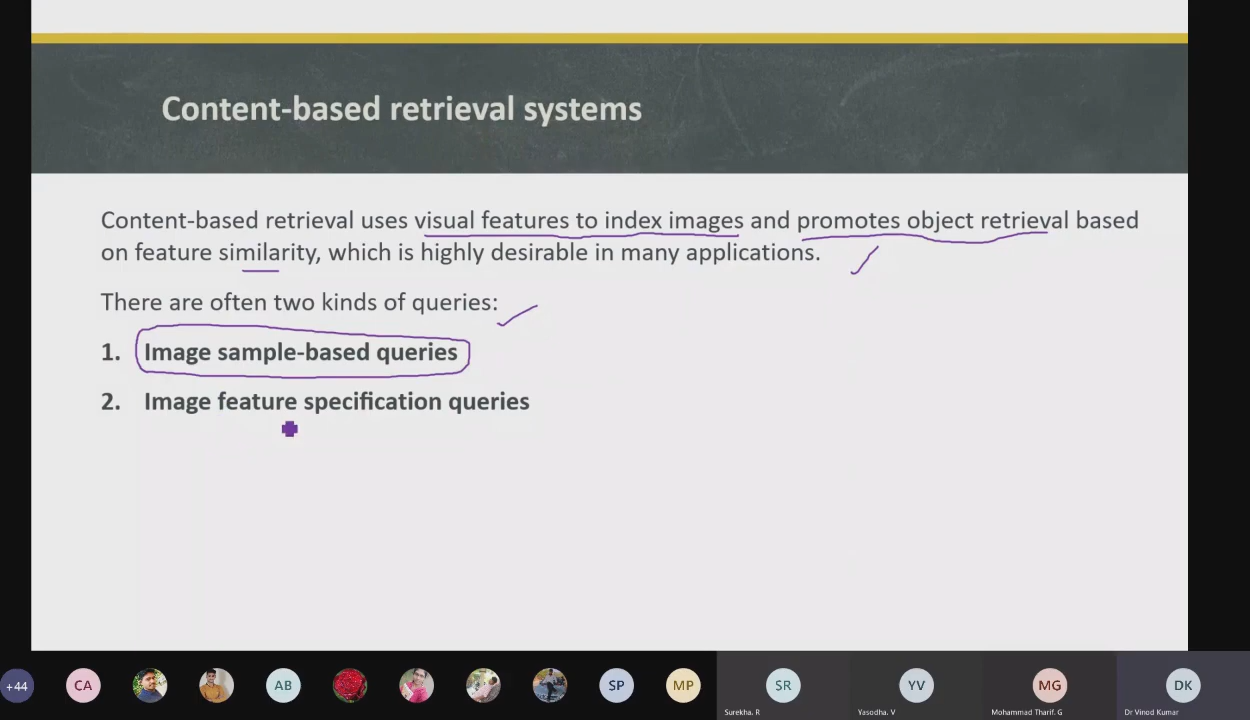 Content-based retrieval systems
Content-based retrieval uses visual features to index images and promotes object retrieval based
on feature similarity, which is highly desirable in many applications.
There are often two kinds of queries:
1. Image sample-based queries
2. Image feature specification queries
+44 CA AB SP MP SR YV MG DK
Surekha. R Yasodha. V Mohammad Tharif. G Dr Vinod Kumar